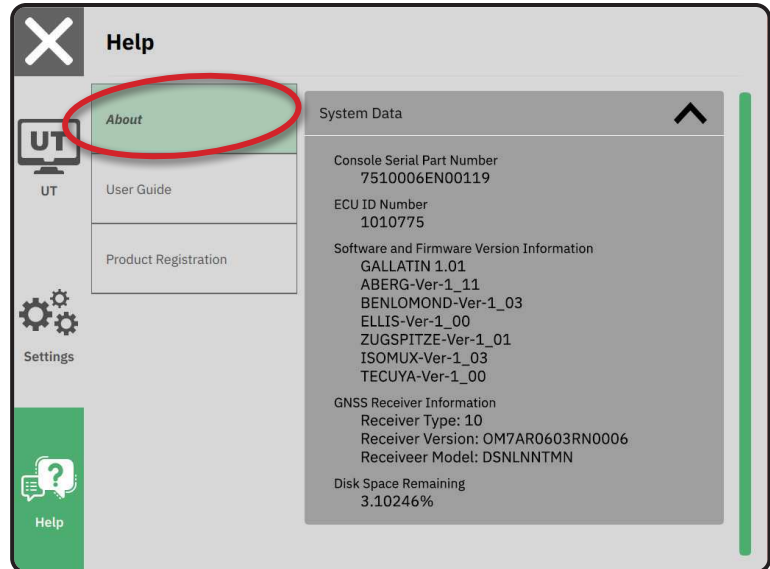 Help
About
User Guide
Product Registration
UT
UT
Settings
?
Help
System Data
Console Serial Part Number
7510006EN00119
ECU ID Number
1010775
Software and Firmware Version Information
GALLATIN 1.01
ABERG-Ver-1_11
BENLOMOND-Ver-1_03
ELLIS-Ver-1_00
ZUGSPITZE-Ver-1_01
ISOMUX-Ver-1_03
TECUYA-Ver-1_00
GNSS Receiver Information
Receiver Type: 10
Receiver Version: OM7AR0603RN0006
Receiveer Model: DSNLNNTMN
Disk Space Remaining
3.10246%